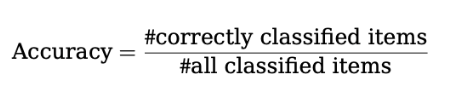 Accuracy = #correctly classified items
#all classified items